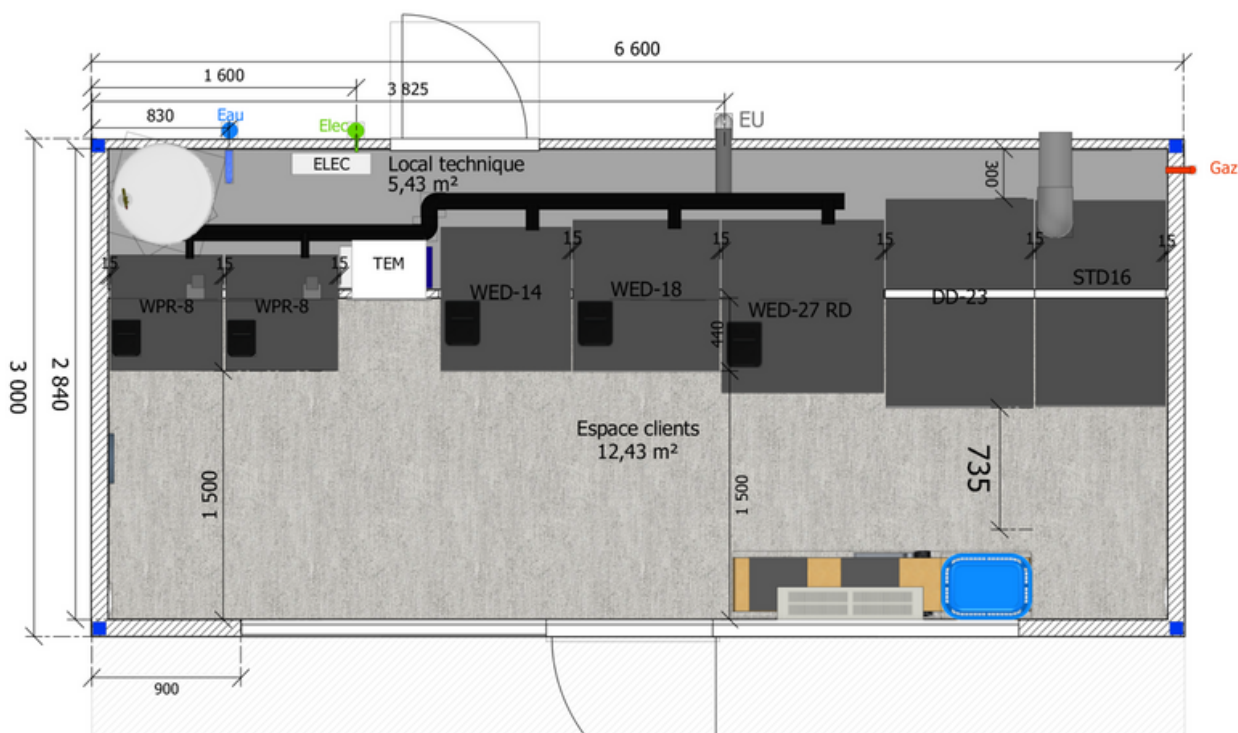 6 600
1 600
3 825
830
Eau
Elec
EU
ELEC
Local technique
5,43 m²
300
Gaz
15
15
15
15
15
15
15
15
TEM
WPR-8
WPR-8
WED-14
WED-18
WED-27 RD
DD-23
STD16
440
3 000
2 840
Espace clients
12,43 m²
735
1 500
1 500
900